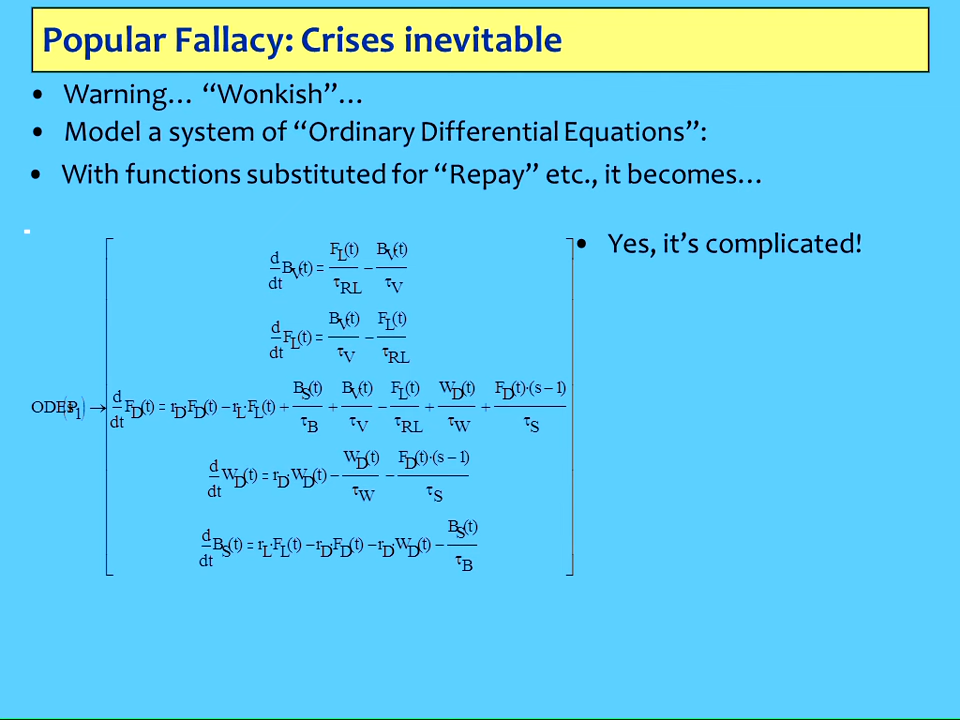 Popular Fallacy: Crises inevitable
• Warning… “Wonkish”…
• Model a system of “Ordinary Differential Equations”:
• With functions substituted for “Repay” etc., it becomes…
• Yes, it’s complicated!
d/dt B_V(t) = F_L(t)/τ_RL − B_V(t)/τ_V
d/dt F_L(t) = B_V(t)/τ_V − F_L(t)/τ_RL
d/dt F_D(t) = r_D·F_D(t) − r_L·F_L(t) + B_S(t)/τ_B + B_V(t)/τ_V − F_L(t)/τ_RL + W_D(t)/τ_W + F_D(t)·(s − 1)/τ_S
d/dt W_D(t) = r_D·W_D(t) − W_D(t)/τ_W − F_D(t)·(s − 1)/τ_S
d/dt B_S(t) = r_L·F_L(t) − r_D·F_D(t) − r_D·W_D(t) − B_S(t)/τ_B